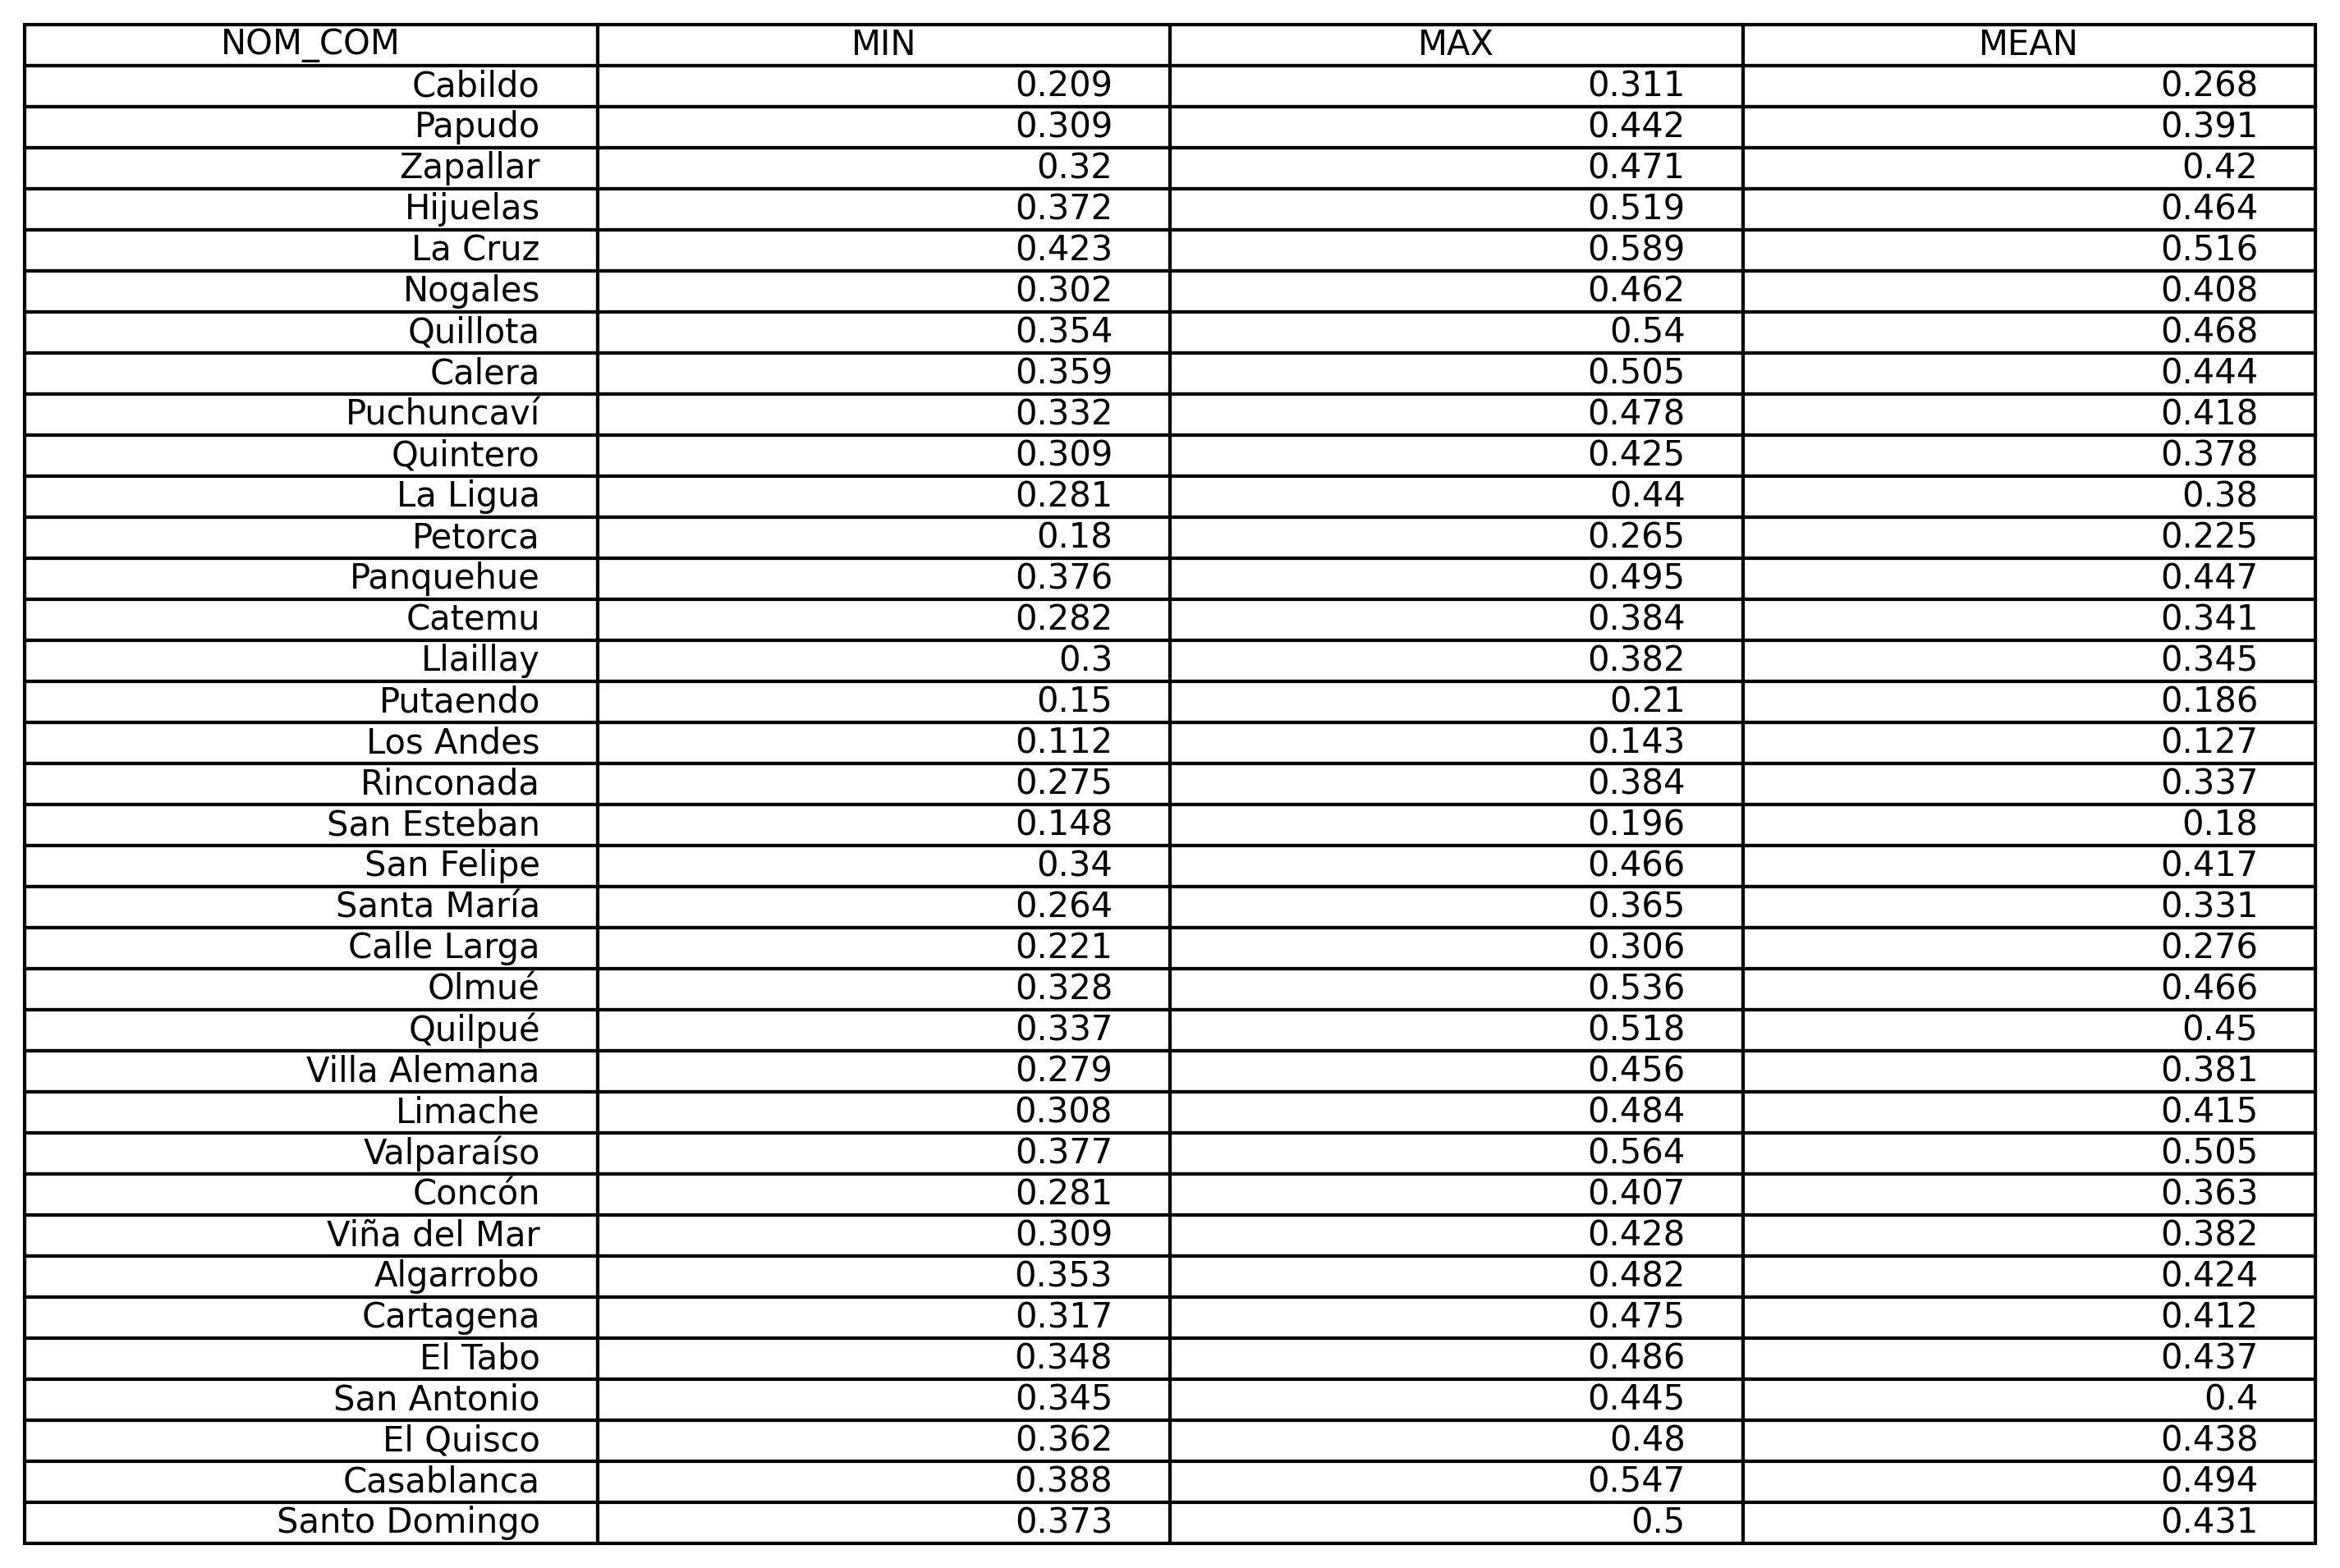 NOM_COM MIN MAX MEAN
Cabildo 0.209 0.311 0.268
Papudo 0.309 0.442 0.391
Zapallar 0.32 0.471 0.42
Hijuelas 0.372 0.519 0.464
La Cruz 0.423 0.589 0.516
Nogales 0.302 0.462 0.408
Quillota 0.354 0.54 0.468
Calera 0.359 0.505 0.444
Puchuncaví 0.332 0.478 0.418
Quintero 0.309 0.425 0.378
La Ligua 0.281 0.44 0.38
Petorca 0.18 0.265 0.225
Panquehue 0.376 0.495 0.447
Catemu 0.282 0.384 0.341
Llaillay 0.3 0.382 0.345
Putaendo 0.15 0.21 0.186
Los Andes 0.112 0.143 0.127
Rinconada 0.275 0.384 0.337
San Esteban 0.148 0.196 0.18
San Felipe 0.34 0.466 0.417
Santa María 0.264 0.365 0.331
Calle Larga 0.221 0.306 0.276
Olmué 0.328 0.536 0.466
Quilpué 0.337 0.518 0.45
Villa Alemana 0.279 0.456 0.381
Limache 0.308 0.484 0.415
Valparaíso 0.377 0.564 0.505
Concón 0.281 0.407 0.363
Viña del Mar 0.309 0.428 0.382
Algarrobo 0.353 0.482 0.424
Cartagena 0.317 0.475 0.412
El Tabo 0.348 0.486 0.437
San Antonio 0.345 0.445 0.4
El Quisco 0.362 0.48 0.438
Casablanca 0.388 0.547 0.494
Santo Domingo 0.373 0.5 0.431